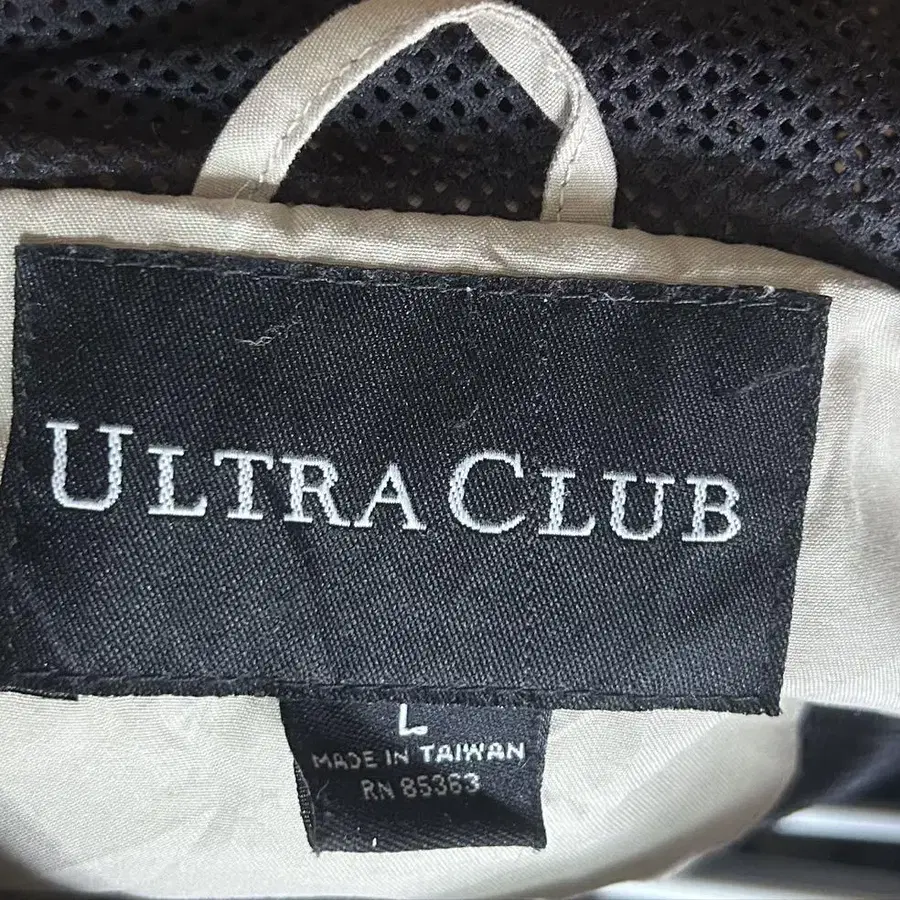 ULTRA CLUB
L
MADE IN TAIWAN
RN 85363